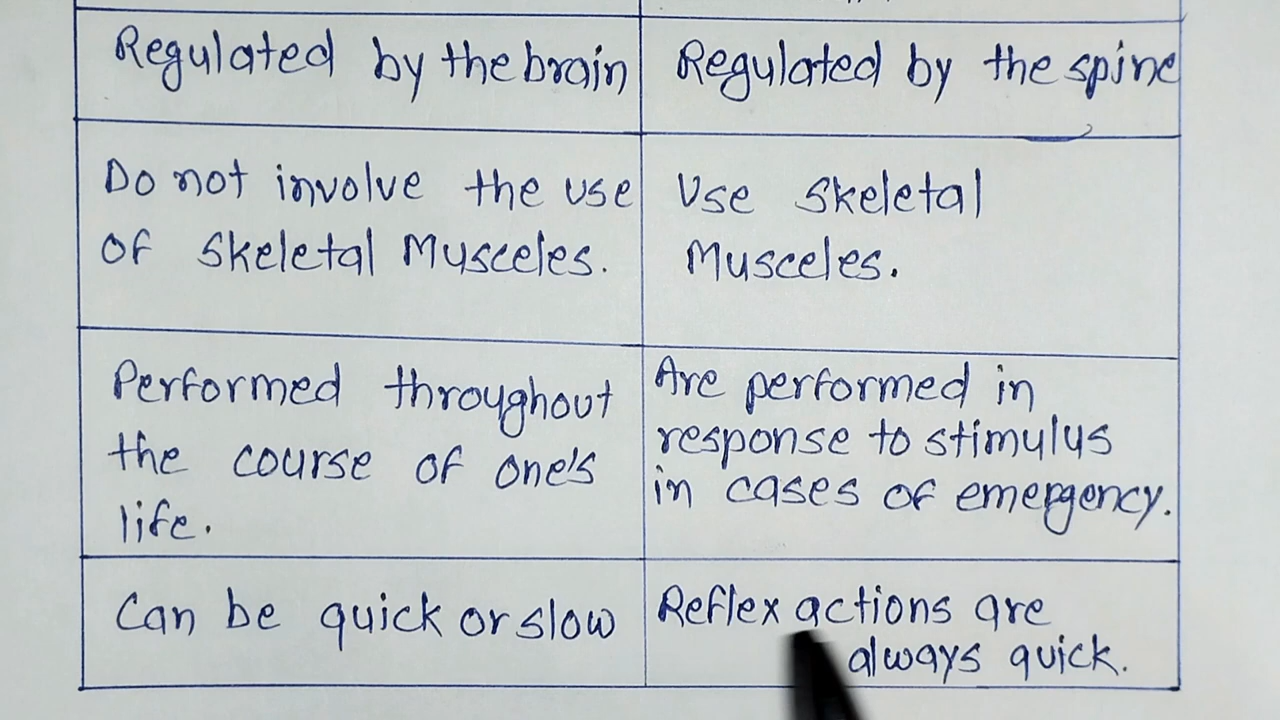 Regulated by the brain
Regulated by the spine
Do not involve the use
of skeletal Musceles.
Use skeletal
Musceles.
Performed throughout
the course of one's
life.
Are performed in
response to stimulus
in cases of emergency.
Can be quick or slow
Reflex actions are
always quick.